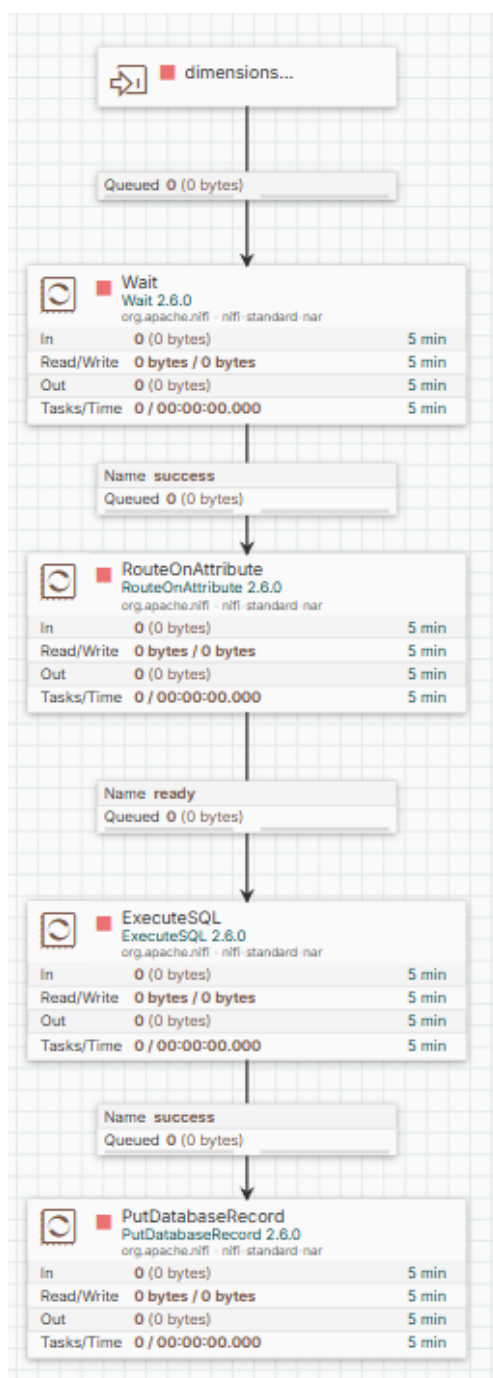 dimensions...
Queued 0 (0 bytes)
Wait
Wait 2.6.0
org.apache.nifi - nifi-standard-nar
In 0 (0 bytes) 5 min
Read/Write 0 bytes / 0 bytes 5 min
Out 0 (0 bytes) 5 min
Tasks/Time 0 / 00:00:00.000 5 min
Name success
Queued 0 (0 bytes)
RouteOnAttribute
RouteOnAttribute 2.6.0
org.apache.nifi - nifi-standard-nar
In 0 (0 bytes) 5 min
Read/Write 0 bytes / 0 bytes 5 min
Out 0 (0 bytes) 5 min
Tasks/Time 0 / 00:00:00.000 5 min
Name ready
Queued 0 (0 bytes)
ExecuteSQL
ExecuteSQL 2.6.0
org.apache.nifi - nifi-standard-nar
In 0 (0 bytes) 5 min
Read/Write 0 bytes / 0 bytes 5 min
Out 0 (0 bytes) 5 min
Tasks/Time 0 / 00:00:00.000 5 min
Name success
Queued 0 (0 bytes)
PutDatabaseRecord
PutDatabaseRecord 2.6.0
org.apache.nifi - nifi-standard-nar
In 0 (0 bytes) 5 min
Read/Write 0 bytes / 0 bytes 5 min
Out 0 (0 bytes) 5 min
Tasks/Time 0 / 00:00:00.000 5 min